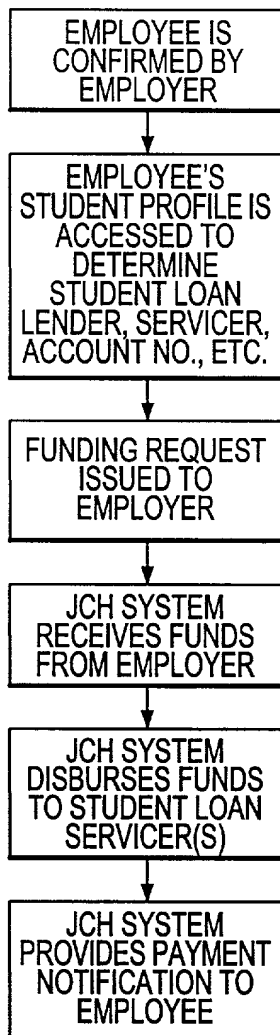 EMPLOYEE IS
CONFIRMED BY
EMPLOYER
EMPLOYEE'S
STUDENT PROFILE IS
ACCESSED TO
DETERMINE
STUDENT LOAN
LENDER, SERVICER,
ACCOUNT NO., ETC.
FUNDING REQUEST
ISSUED TO
EMPLOYER
JCH SYSTEM
RECEIVES FUNDS
FROM EMPLOYER
JCH SYSTEM
DISBURSES FUNDS
TO STUDENT LOAN
SERVICER(S)
JCH SYSTEM
PROVIDES PAYMENT
NOTIFICATION TO
EMPLOYEE